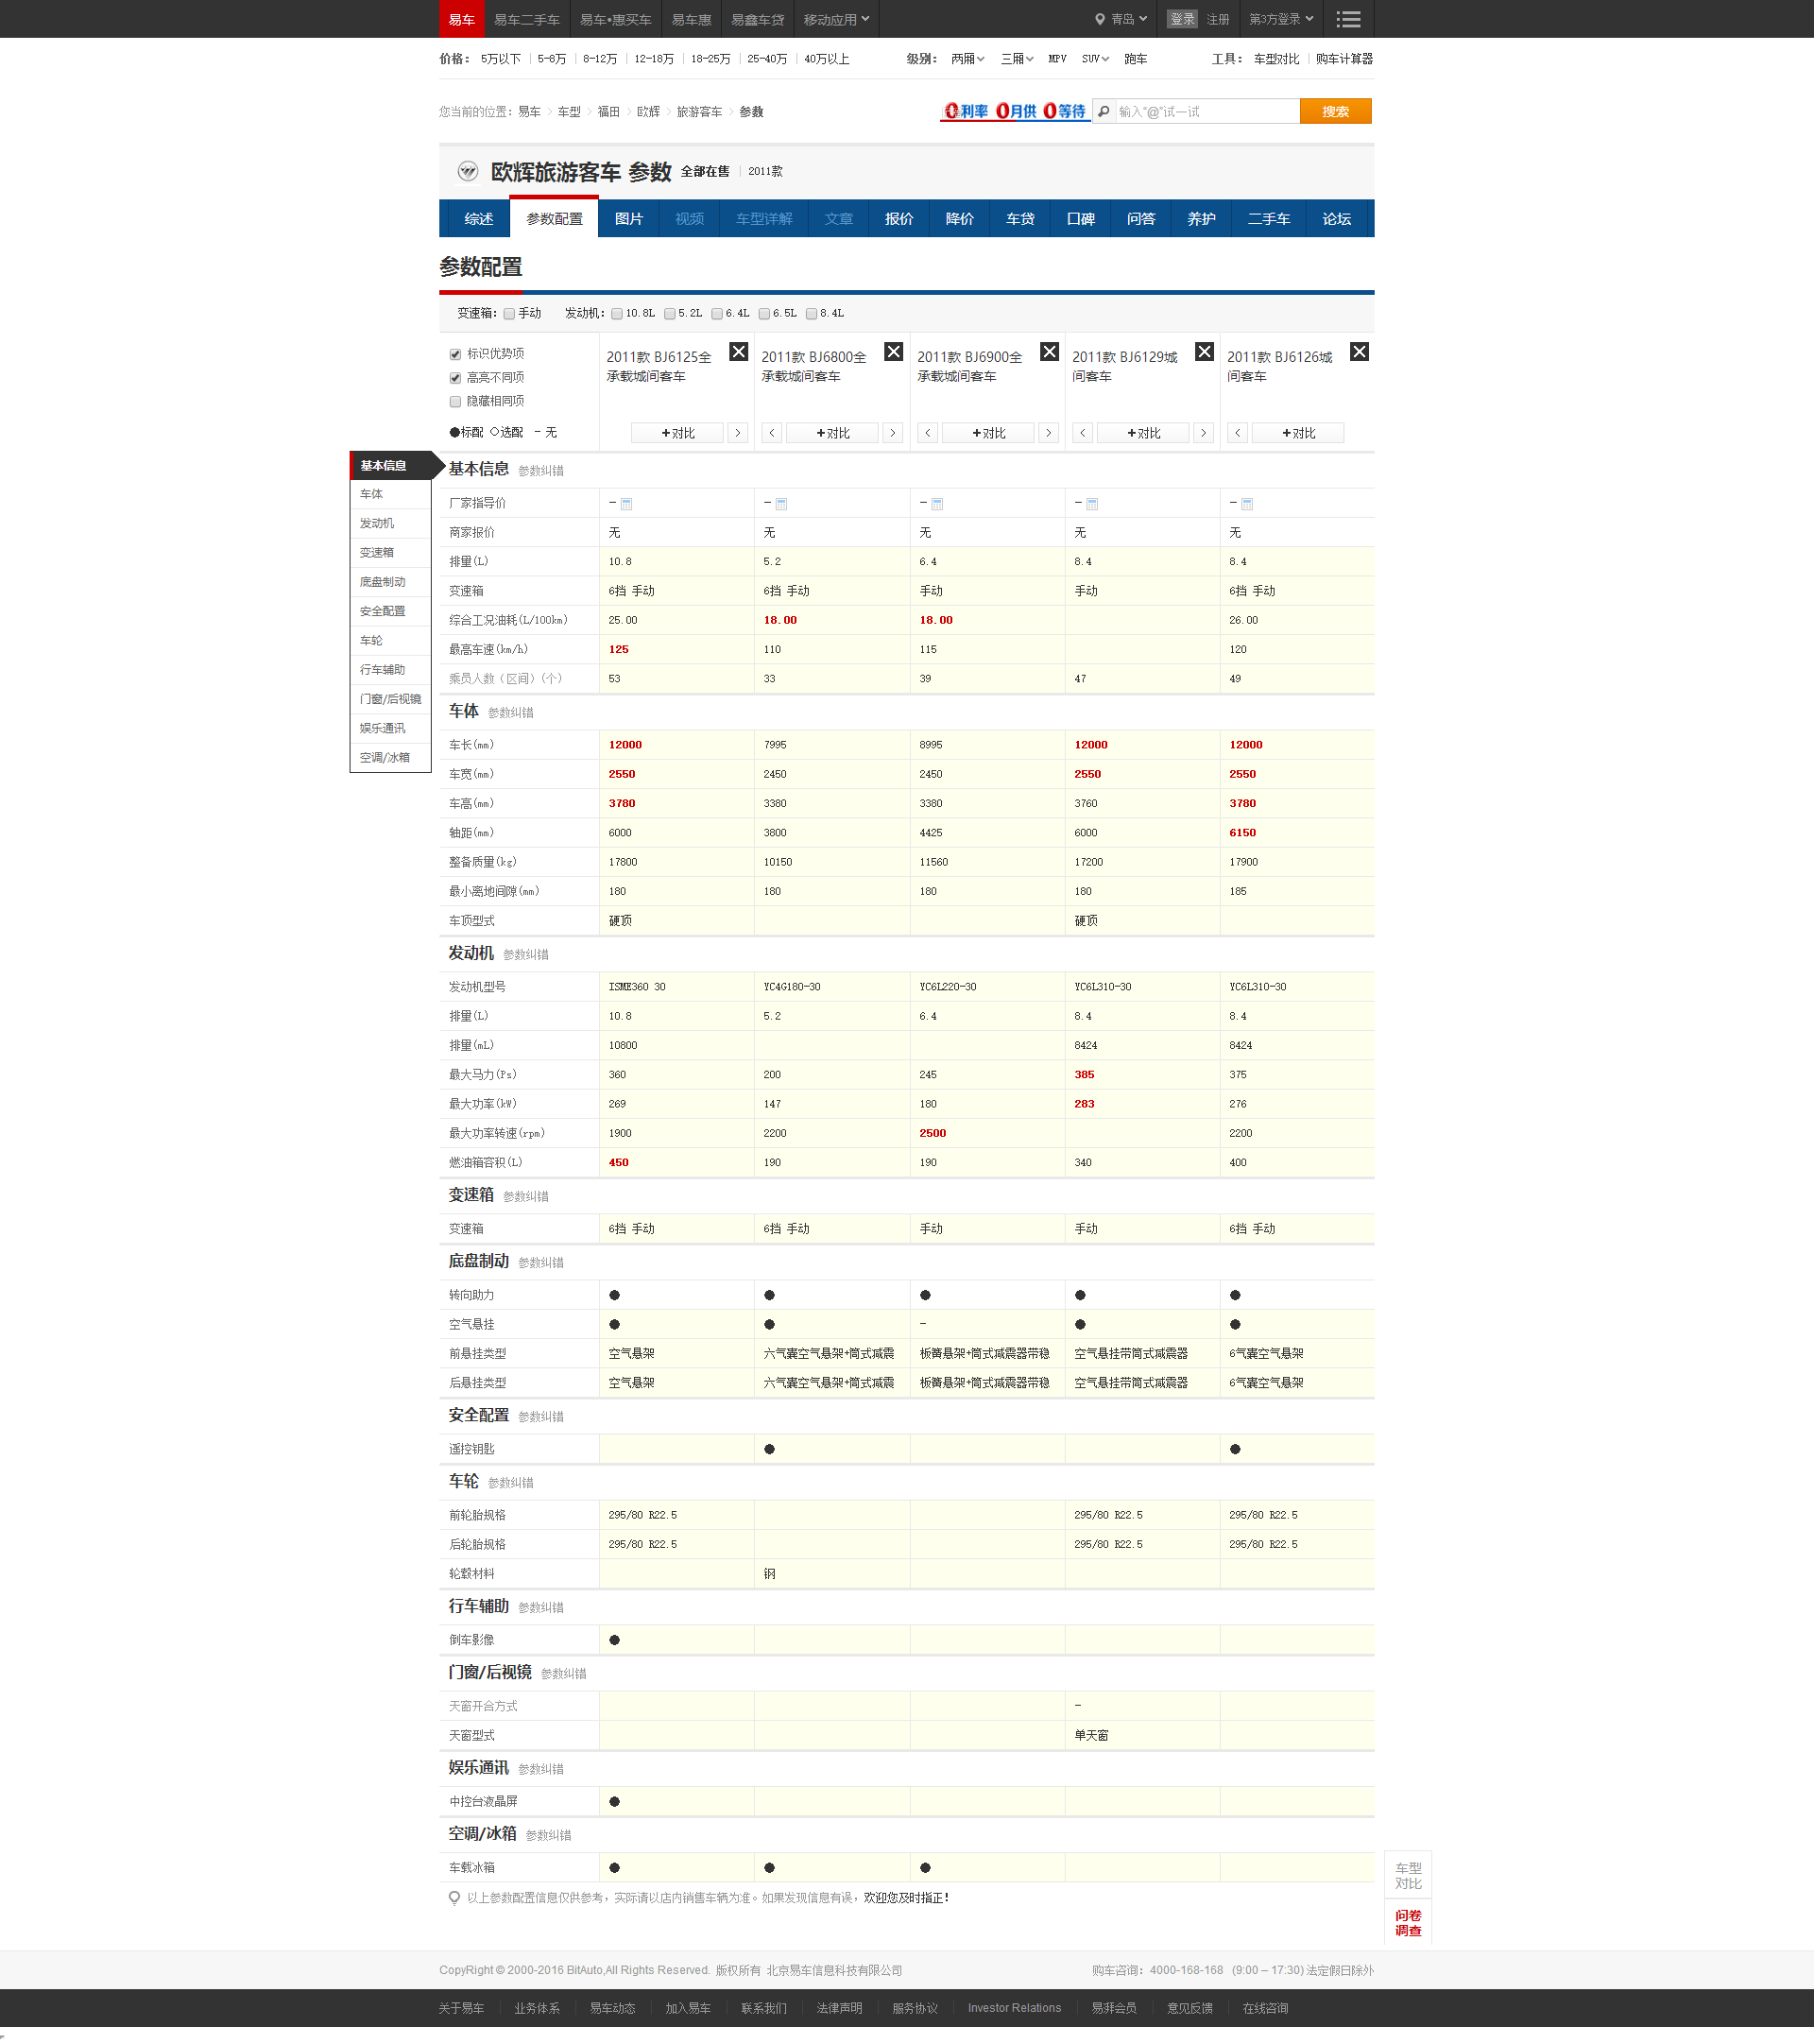 易车 易车二手车 易车•惠买车 易车惠 易鑫车贷 移动应用 青岛 登录 注册 第3方登录
价格: 5万以下 5-8万 8-12万 12-18万 18-25万 25-40万 40万以上 级别: 两厢 三厢 MPV SUV 跑车 工具: 车型对比 购车计算器
您当前的位置: 易车 > 车型 > 福田 > 欧辉 > 旅游客车 > 参数 0利率 0月供 0等待 输入“@”试一试 搜索
欧辉旅游客车 参数 全部在售 2011款
综述 参数配置 图片 视频 车型详解 文章 报价 降价 车贷 口碑 问答 养护 二手车 论坛
参数配置
变速箱: 手动 发动机: 10.8L 5.2L 6.4L 6.5L 8.4L
标识优势项
高亮不同项
隐藏相同项
●标配 ○选配 - 无
2011款 BJ6125全承载城间客车
2011款 BJ6800全承载城间客车
2011款 BJ6900全承载城间客车
2011款 BJ6129城间客车
2011款 BJ6126城间客车
+对比 > < +对比 > < +对比 > < +对比 > < +对比
基本信息
车体
发动机
变速箱
底盘制动
安全配置
车轮
行车辅助
门窗/后视镜
娱乐通讯
空调/冰箱
基本信息 参数纠错
厂家指导价 - - - - -
商家报价 无 无 无 无 无
排量(L) 10.8 5.2 6.4 8.4 8.4
变速箱 6挡 手动 6挡 手动 手动 手动 6挡 手动
综合工况油耗(L/100km) 25.00 18.00 18.00 26.00
最高车速(km/h) 125 110 115 120
乘员人数（区间）(个) 53 33 39 47 49
车体 参数纠错
车长(mm) 12000 7995 8995 12000 12000
车宽(mm) 2550 2450 2450 2550 2550
车高(mm) 3780 3380 3380 3760 3780
轴距(mm) 6000 3800 4425 6000 6150
整备质量(kg) 17800 10150 11560 17200 17900
最小离地间隙(mm) 180 180 180 180 185
车顶型式 硬顶 硬顶
发动机 参数纠错
发动机型号 ISME360 30 YC4G180-30 YC6L220-30 YC6L310-30 YC6L310-30
排量(L) 10.8 5.2 6.4 8.4 8.4
排量(mL) 10800 8424 8424
最大马力(Ps) 360 200 245 385 375
最大功率(kW) 269 147 180 283 276
最大功率转速(rpm) 1900 2200 2500 2200
燃油箱容积(L) 450 190 190 340 400
变速箱 参数纠错
变速箱 6挡 手动 6挡 手动 手动 手动 6挡 手动
底盘制动 参数纠错
转向助力 ● ● ● ● ●
空气悬挂 ● ● - ● ●
前悬挂类型 空气悬架 六气囊空气悬架+筒式减震 板簧悬架+筒式减震器带稳 空气悬挂带筒式减震器 6气囊空气悬架
后悬挂类型 空气悬架 六气囊空气悬架+筒式减震 板簧悬架+筒式减震器带稳 空气悬挂带筒式减震器 6气囊空气悬架
安全配置 参数纠错
遥控钥匙 ● ●
车轮 参数纠错
前轮胎规格 295/80 R22.5 295/80 R22.5 295/80 R22.5
后轮胎规格 295/80 R22.5 295/80 R22.5 295/80 R22.5
轮毂材料 钢
行车辅助 参数纠错
倒车影像 ●
门窗/后视镜 参数纠错
天窗开合方式 -
天窗型式 单天窗
娱乐通讯 参数纠错
中控台液晶屏 ●
空调/冰箱 参数纠错
车载冰箱 ● ● ●
以上参数配置信息仅供参考，实际请以店内销售车辆为准。如果发现信息有误，欢迎您及时指正！
车型对比
问卷调查
CopyRight © 2000-2016 BitAuto,All Rights Reserved. 版权所有 北京易车信息科技有限公司 购车咨询：4000-168-168 (9:00 – 17:30) 法定假日除外
关于易车 业务体系 易车动态 加入易车 联系我们 法律声明 服务协议 Investor Relations 易湃会员 意见反馈 在线咨询